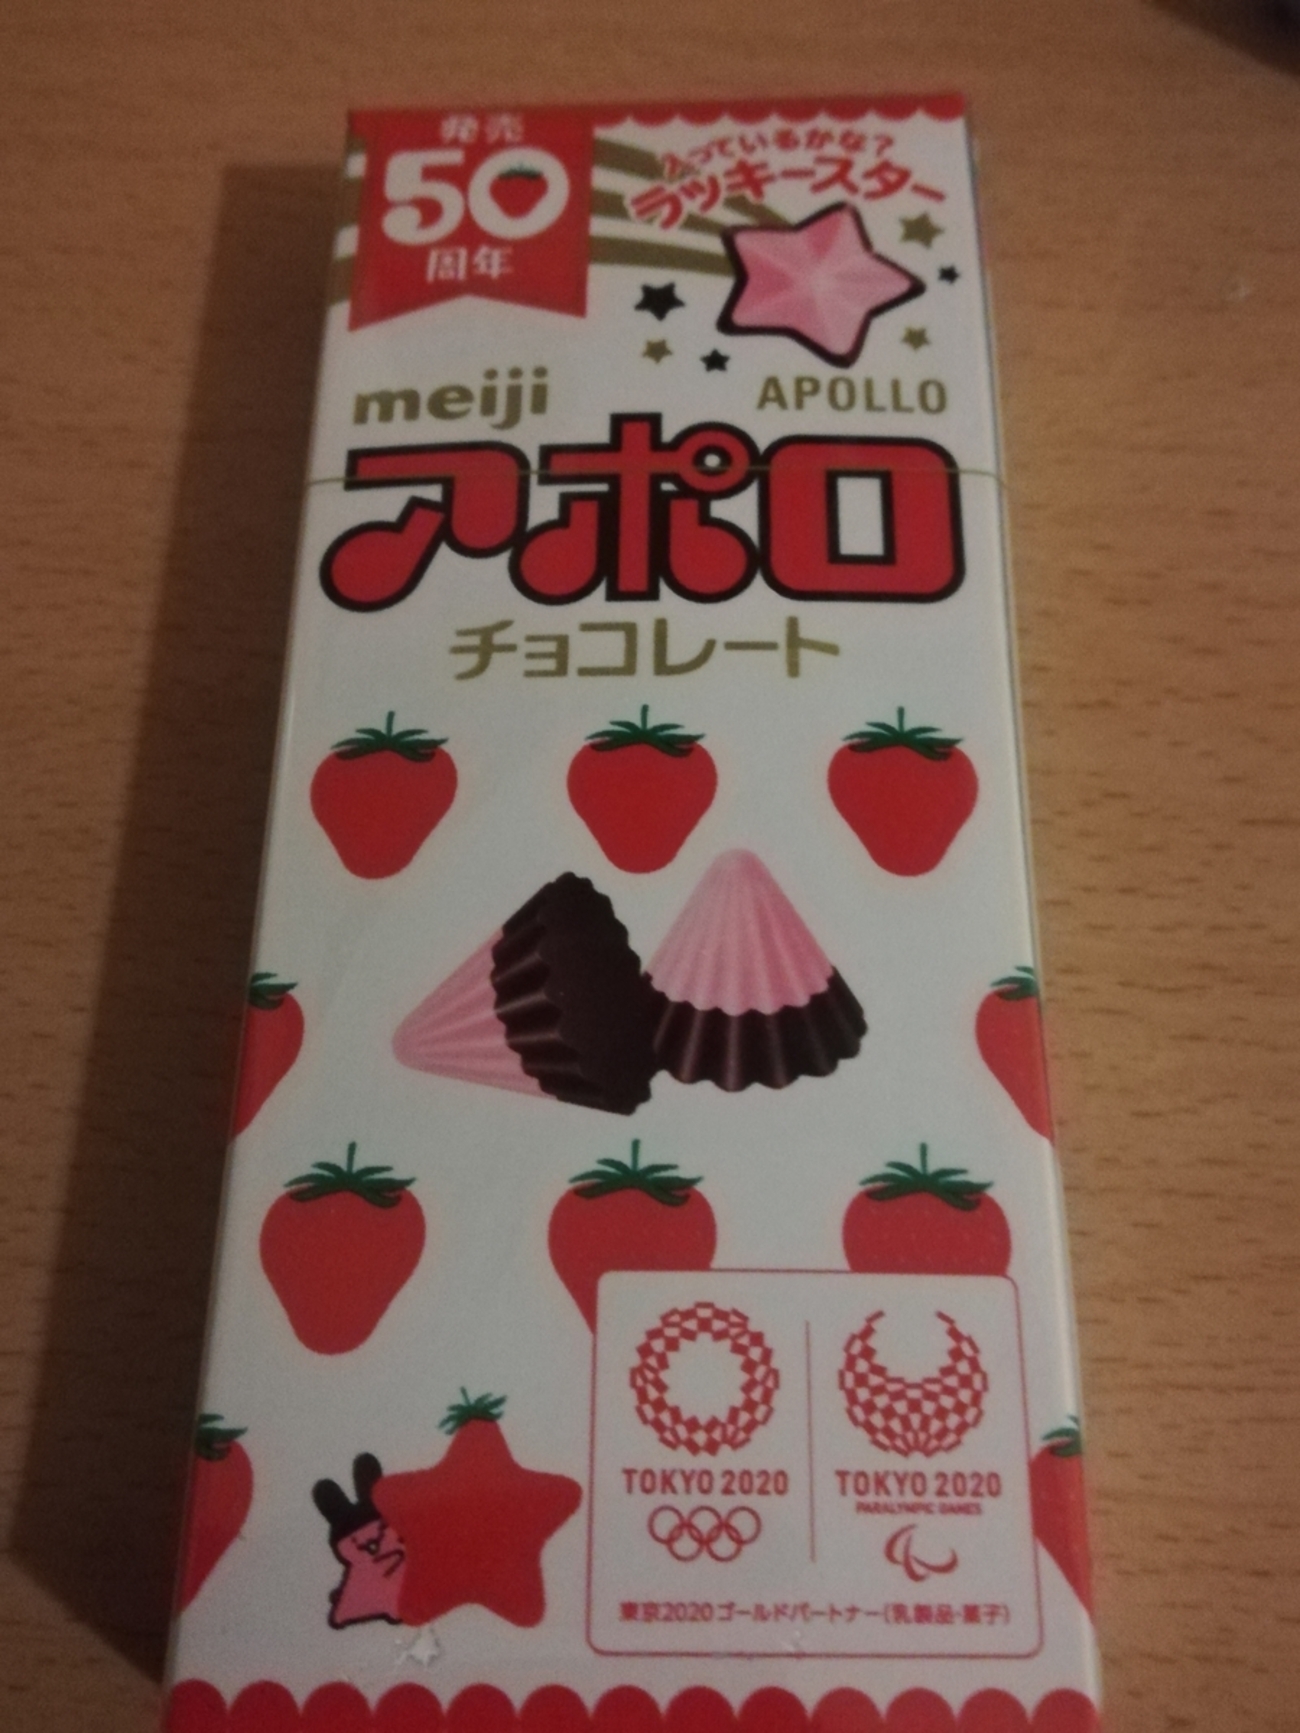 発売
50
周年
入っているかな?
ラッキースター
meiji
APOLLO
アポロ
チョコレート
TOKYO 2020
TOKYO 2020
PARALYMPIC GAMES
東京2020ゴールドパートナー(乳製品・菓子)